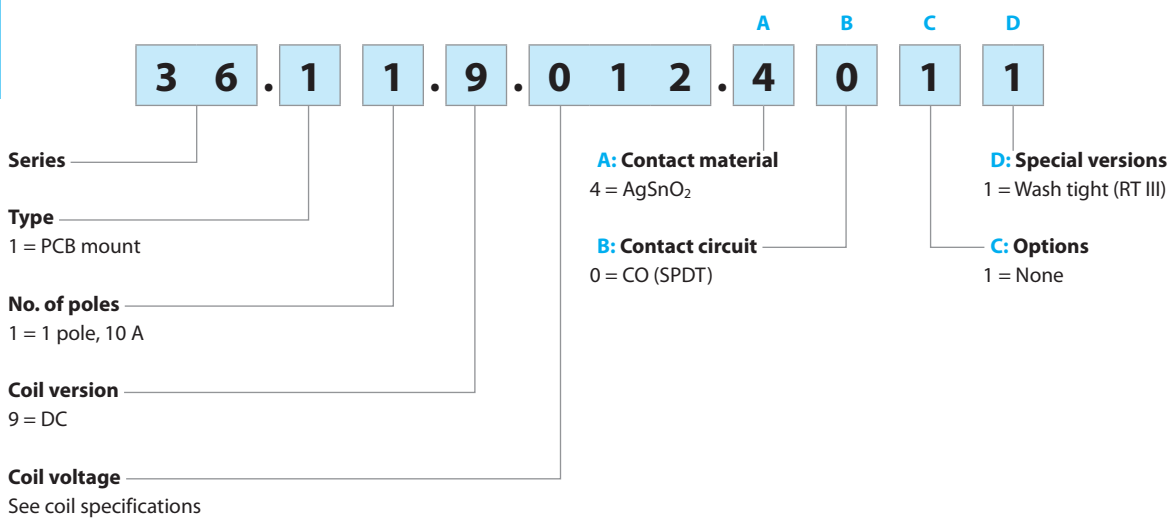 A B C D
3 6 . 1 1 . 9 . 0 1 2 . 4 0 1 1
Series
Type
1 = PCB mount
No. of poles
1 = 1 pole, 10 A
Coil version
9 = DC
Coil voltage
See coil specifications
A: Contact material
4 = AgSnO₂
B: Contact circuit
0 = CO (SPDT)
D: Special versions
1 = Wash tight (RT III)
C: Options
1 = None